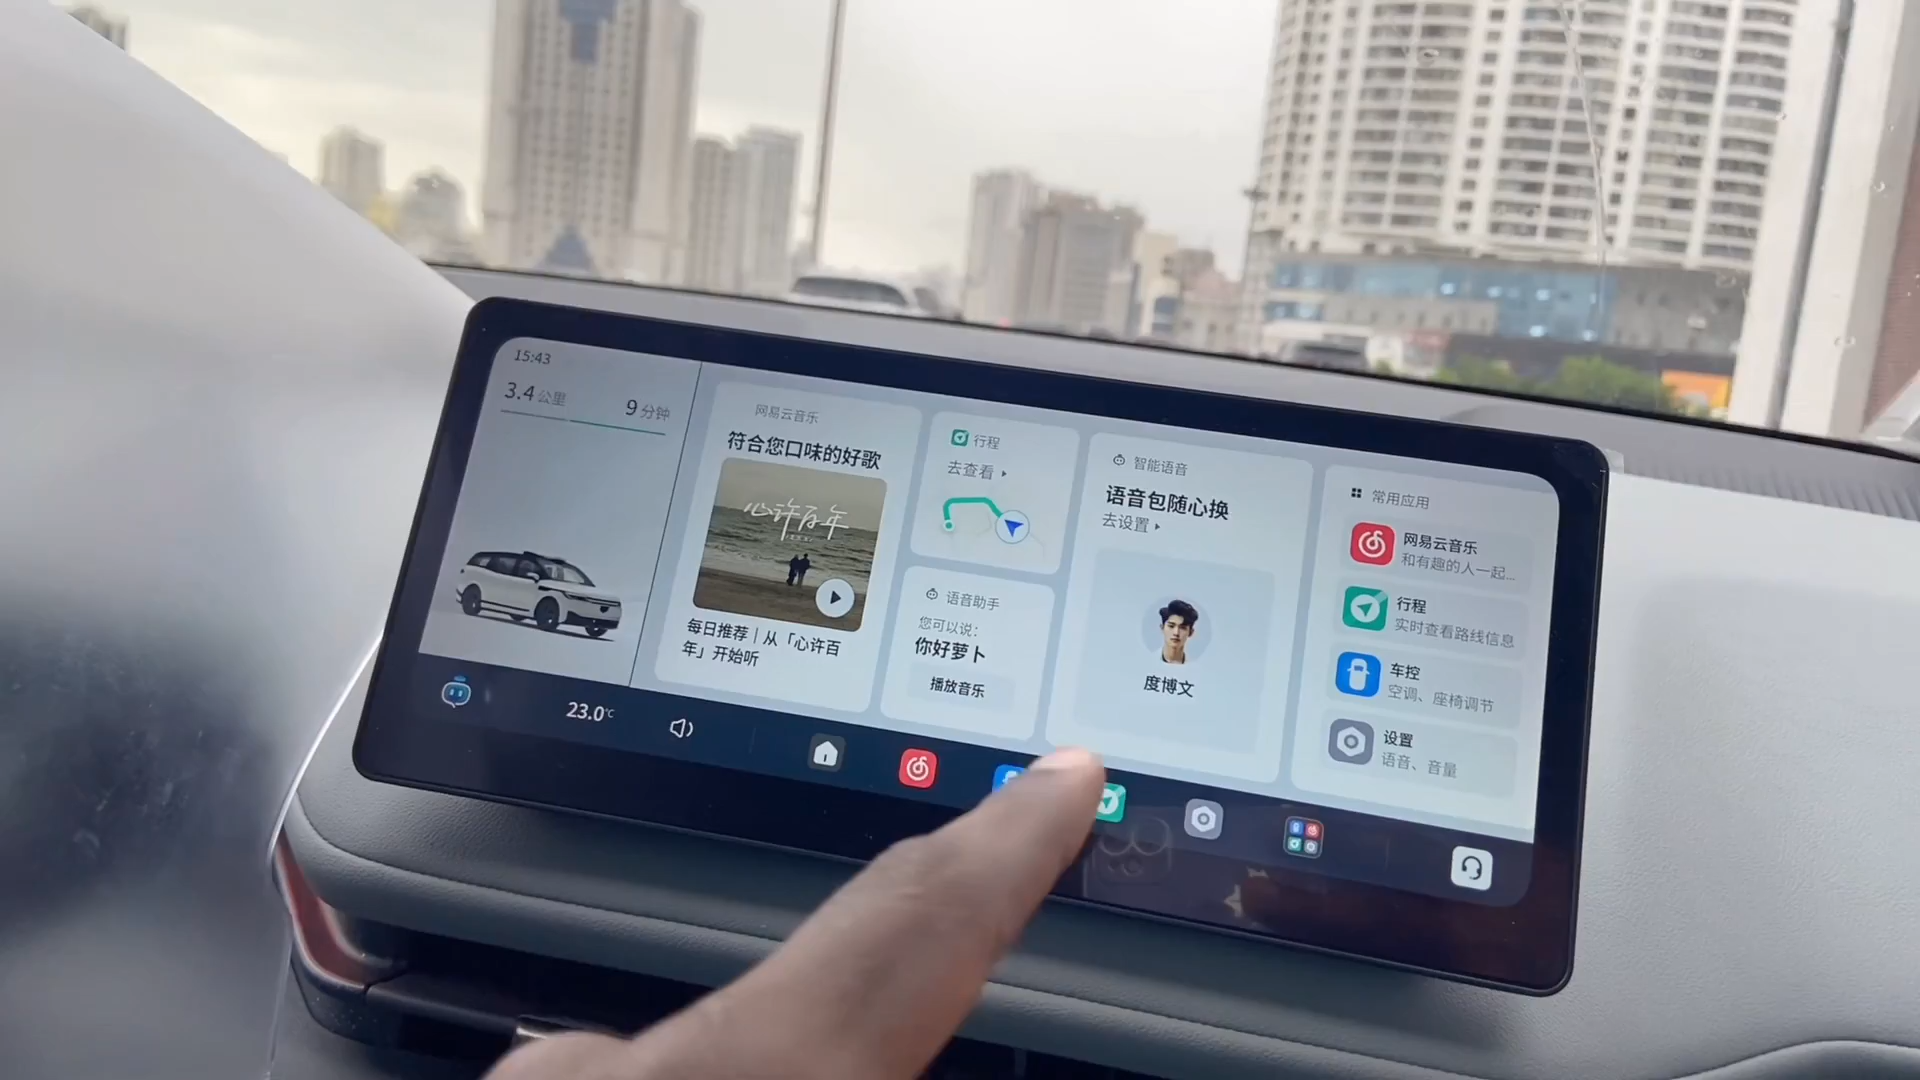 15:43
3.4公里
9分钟
网易云音乐
符合您口味的好歌
心许百年
每日推荐 | 从「心许百
年」开始听
行程
去查看
语音助手
您可以说:
你好萝卜
播放音乐
智能语音
语音包随心换
去设置
度博文
常用应用
网易云音乐
和有趣的人一起...
行程
实时查看路线信息
车控
空调、座椅调节
设置
语音、音量
23.0℃